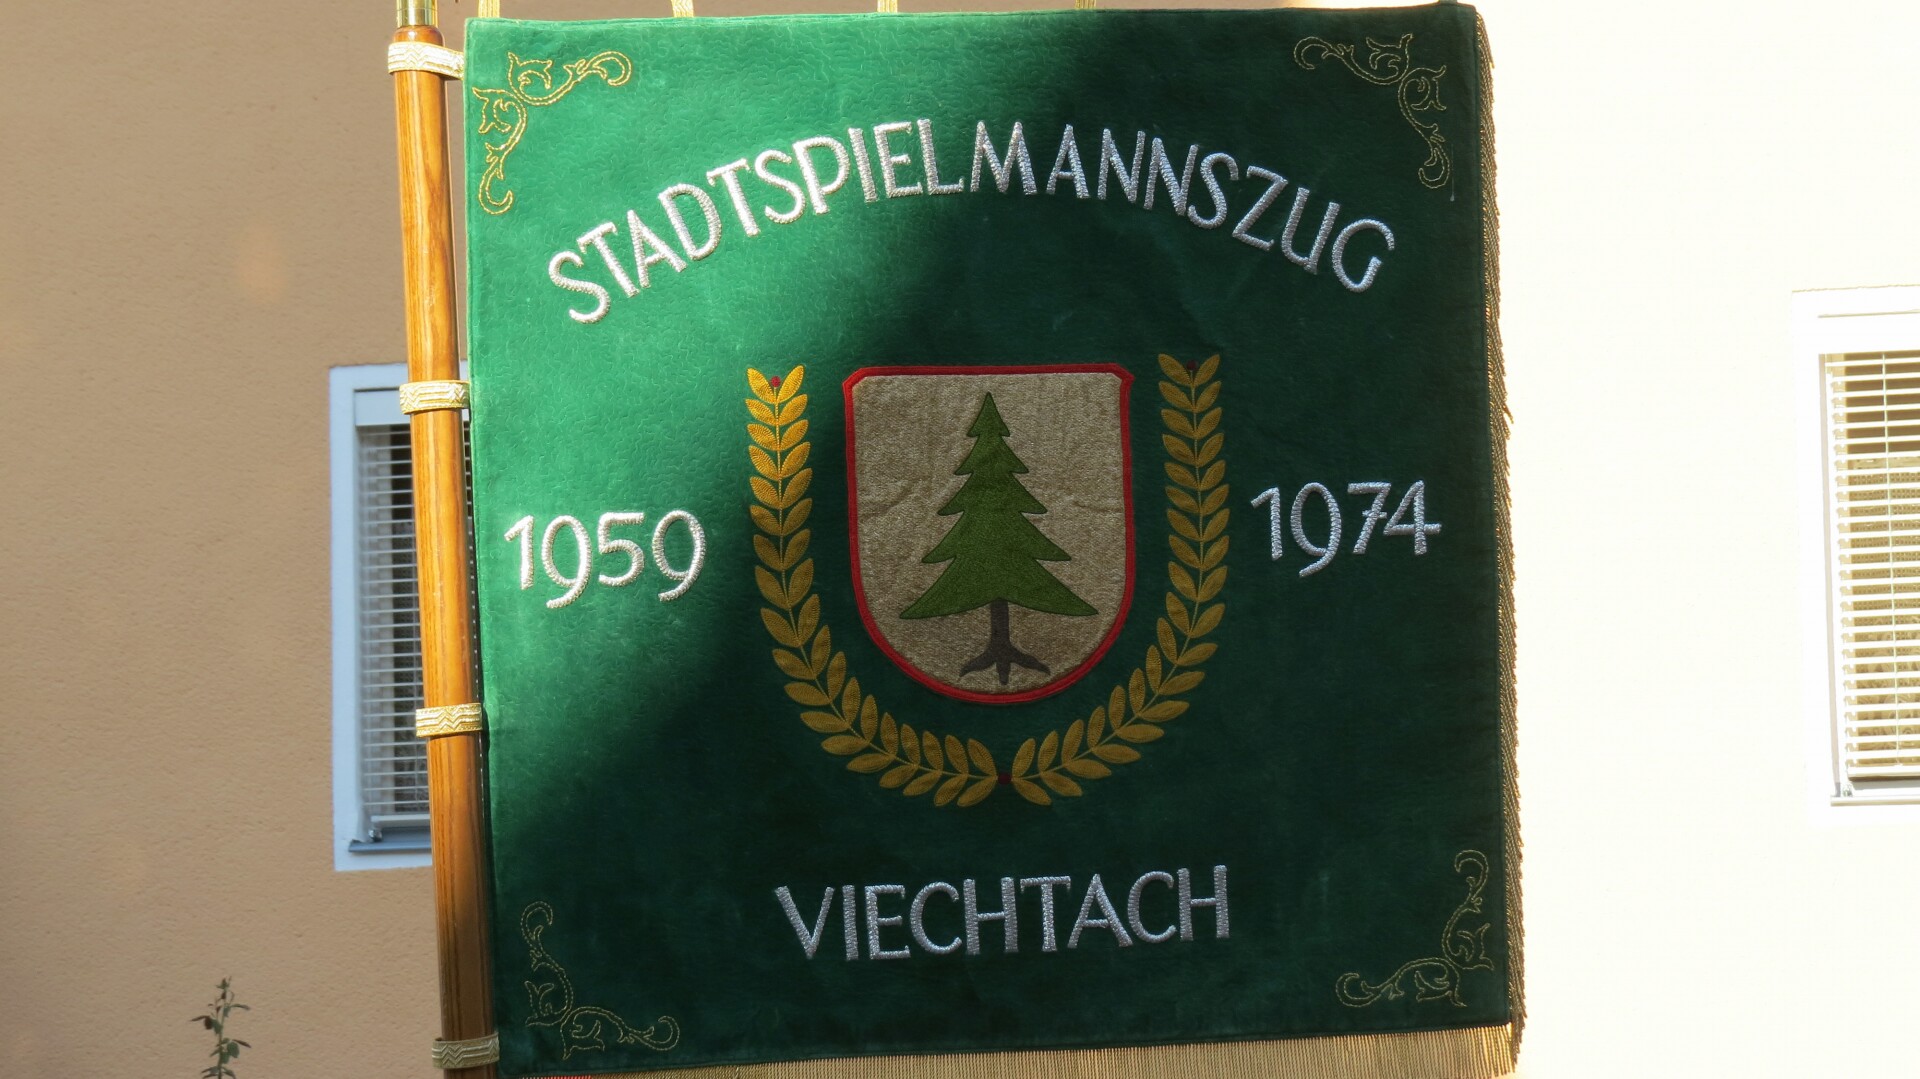 STADTSPIELMANNSZUG
1959 1974
VIECHTACH